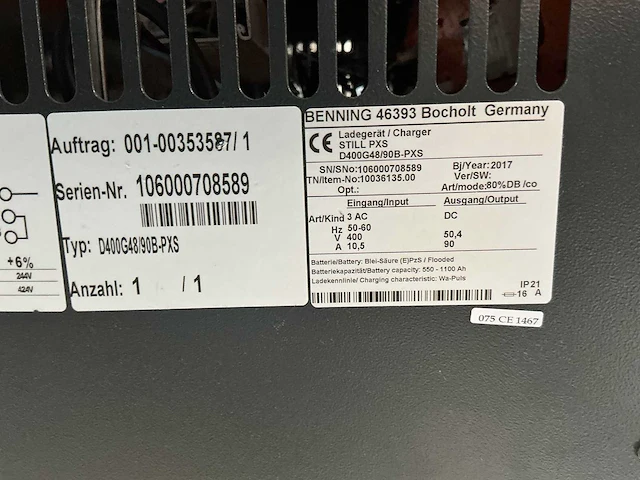 +6%
244V
424V
Auftrag: 001-00353587/ 1
Serien-Nr. 106000708589
Typ: D400G48/90B-PXS
Anzahl: 1 / 1
BENNING 46393 Bocholt Germany
CE Ladegerät / Charger
STILL PXS
D400G48/90B-PXS
SN/SNo: 106000708589 Bj/Year: 2017
TN/Item-No: 10036135.00 Ver/SW:
Opt.: Art/mode: 80%DB /co
Eingang/Input Ausgang/Output
Art/Kind 3 AC DC
Hz 50-60
V 400 50,4
A 10,5 90
Batterie/Battery: Blei-Säure (E)PzS / Flooded
Batteriekapazität/Battery capacity: 550 - 1100 Ah
Ladekennlinie/ Charging characteristic: Wa-Puls
IP 21
16 A
075 CE 1467